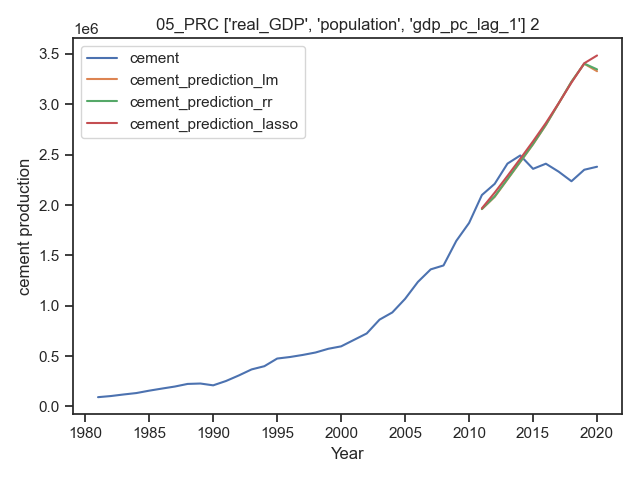 05_PRC ['real_GDP', 'population', 'gdp_pc_lag_1'] 2
1e6
cement
cement_prediction_lm
cement_prediction_rr
cement_prediction_lasso
3.5
3.0
2.5
2.0
1.5
1.0
0.5
0.0
cement production
1980 1985 1990 1995 2000 2005 2010 2015 2020
Year